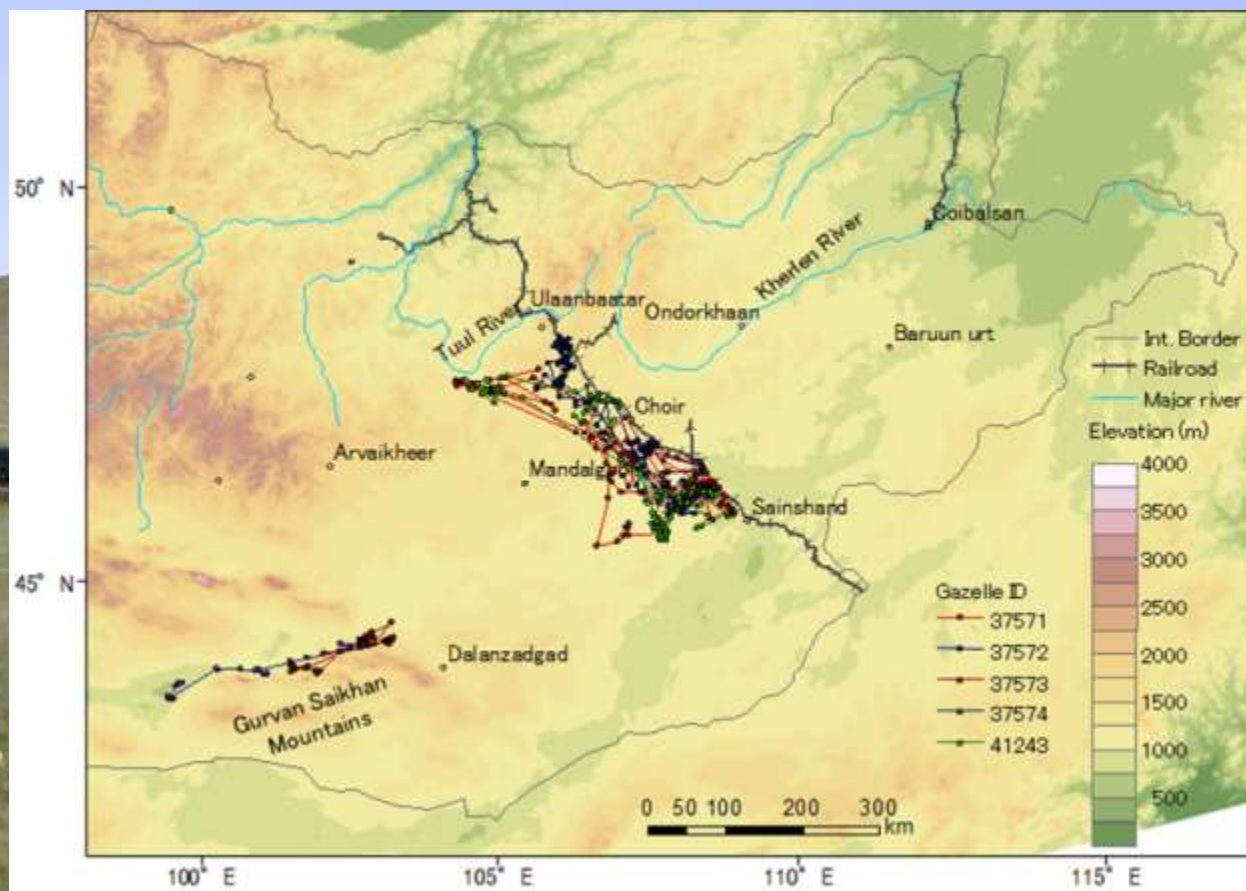 50° N
45° N
100° E
105° E
110° E
115° E
Coibalsan
Kherlen River
Ulaanbaatar
Ondorkhaan
Tuul River
Baruun urt
Choir
Arvaikheer
Sainshand
Dalanzadgad
Gurvan Saikhan
Mountains
Int. Border
Railroad
Major river
Elevation (m)
4000
3500
3000
2500
2000
1500
1000
500
Gazelle ID
37571
37572
37573
37574
41243
0 50 100 200 300
km